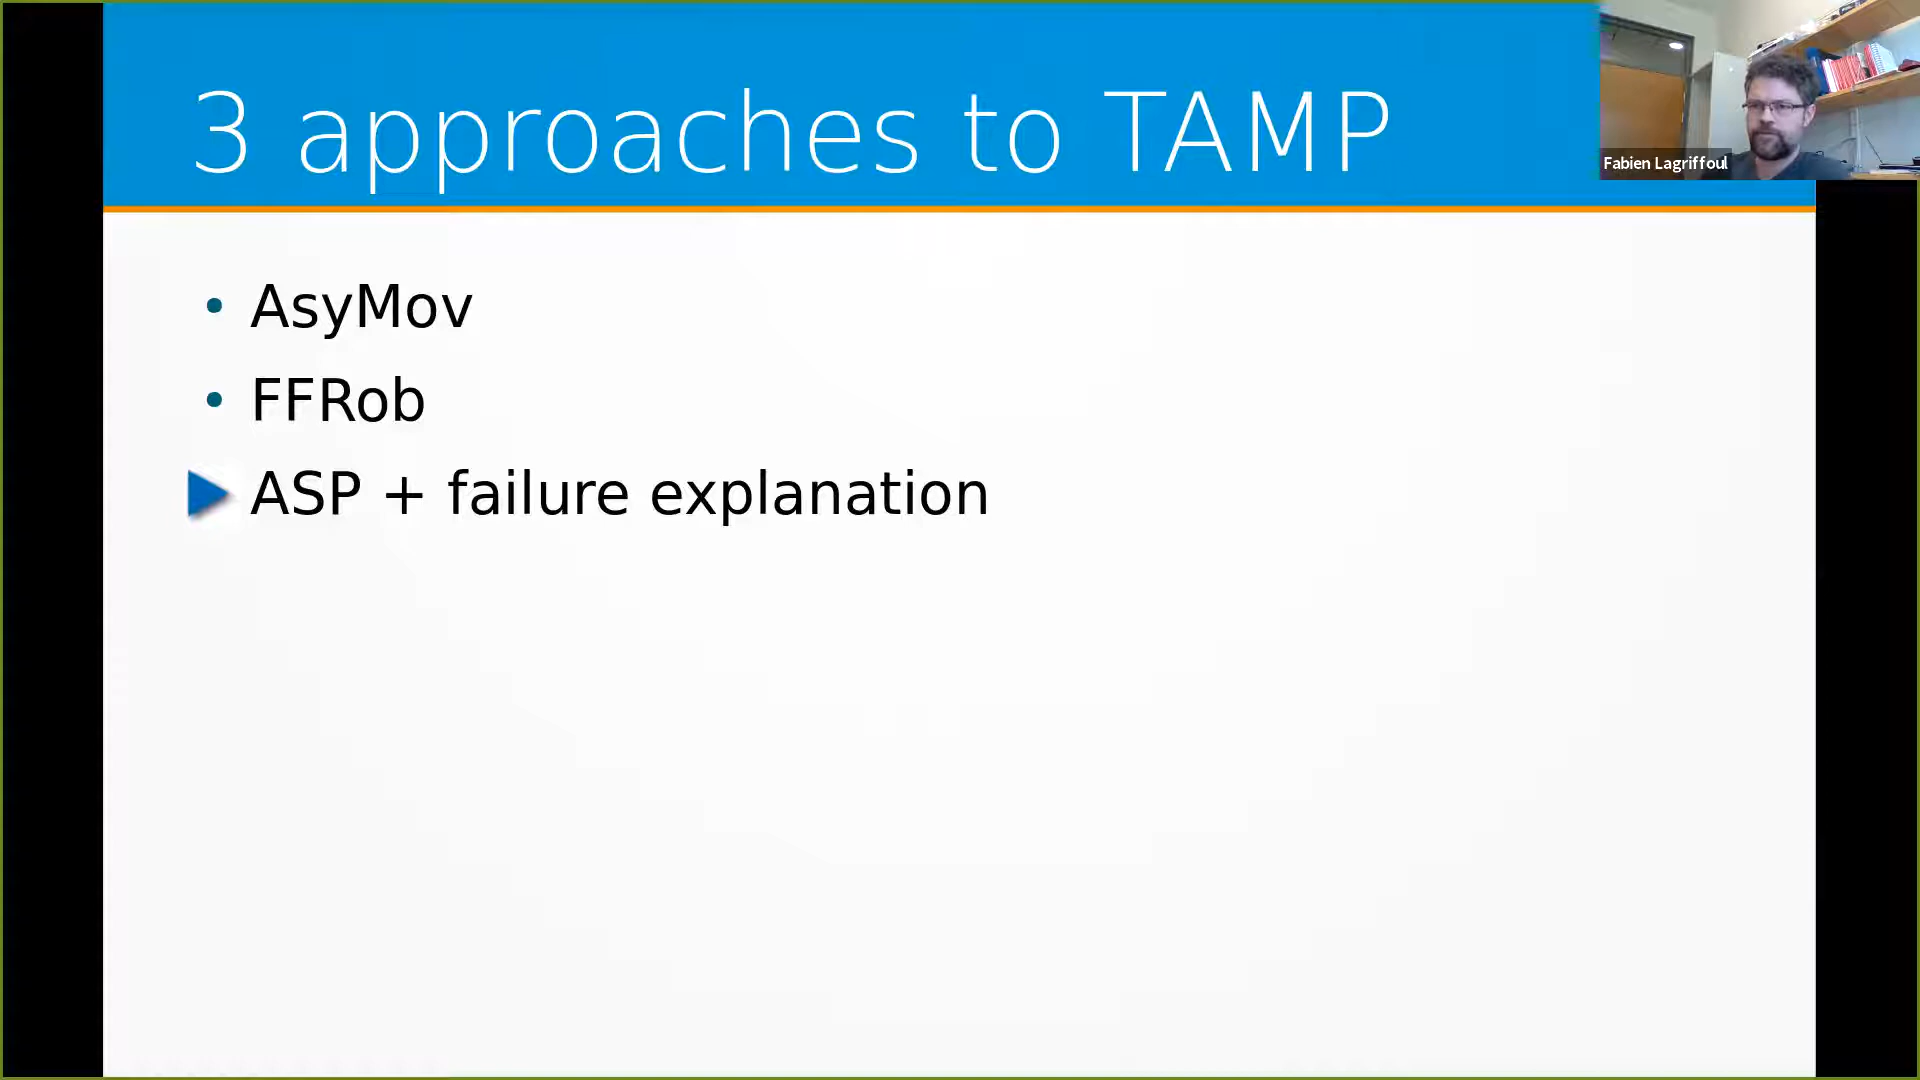 3 approaches to TAMP
Fabien Lagriffoul
• AsyMov
• FFRob
ASP + failure explanation